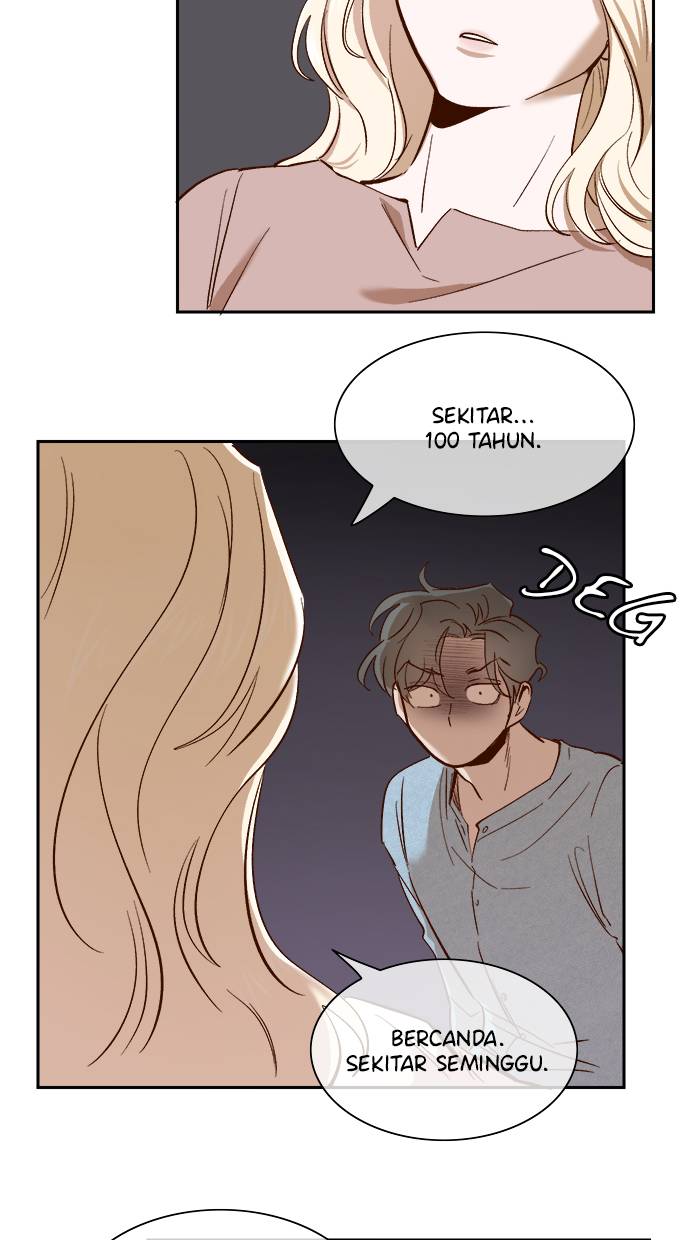 SEKITAR...
100 TAHUN.
DEG
BERCANDA.
SEKITAR SEMINGGU.